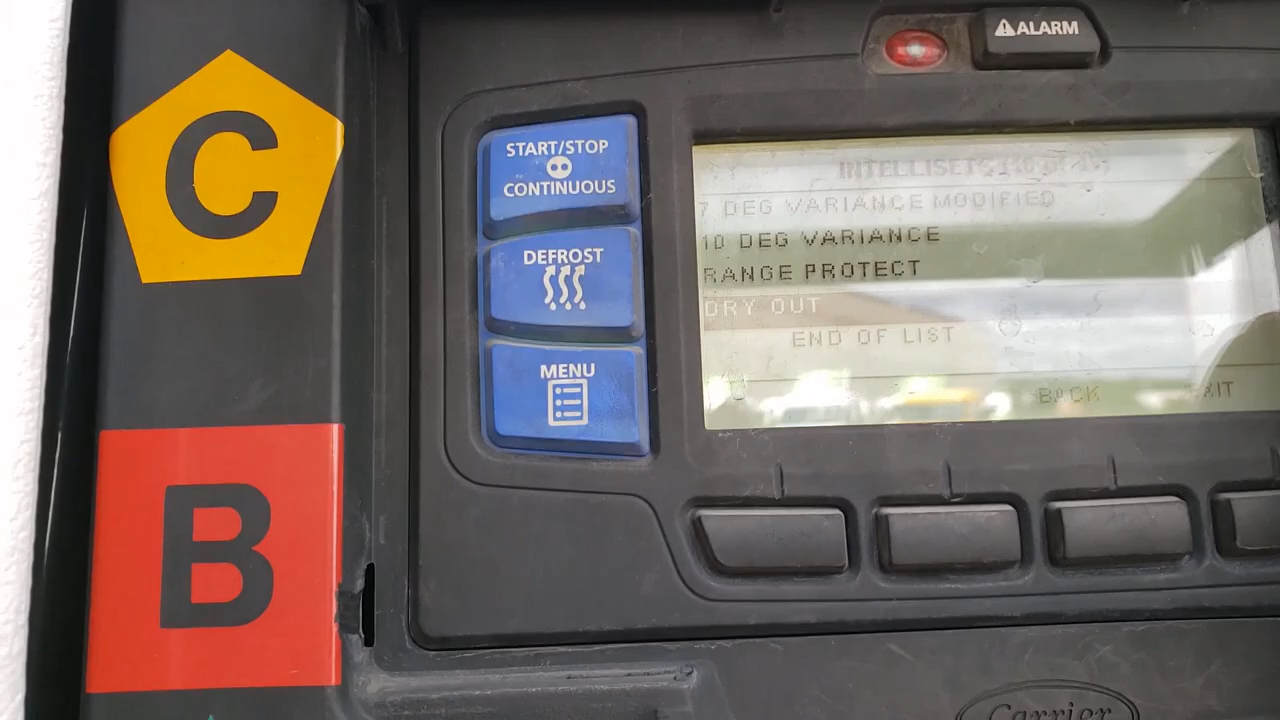 C
B
ALARM
START/STOP
CONTINUOUS
DEFROST
MENU
7 DEG VARIANCE MODIFIED
10 DEG VARIANCE
RANGE PROTECT
DRY OUT
END OF LIST
BACK
EXIT
Carrier